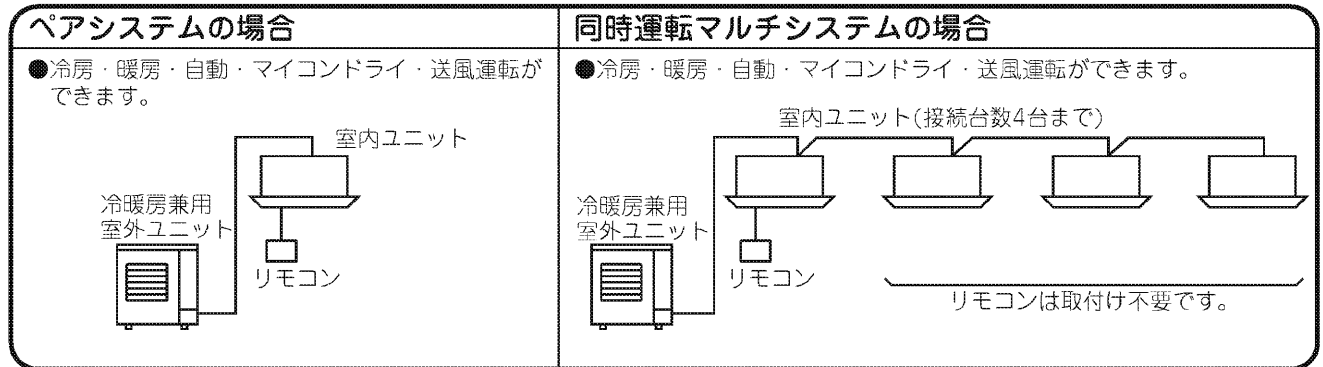 ペアシステムの場合
●冷房・暖房・自動・マイコンドライ・送風運転が
できます。
室内ユニット
冷暖房兼用
室外ユニット
リモコン
同時運転マルチシステムの場合
●冷房・暖房・自動・マイコンドライ・送風運転ができます。
室内ユニット(接続台数4台まで)
冷暖房兼用
室外ユニット
リモコン
リモコンは取付け不要です。